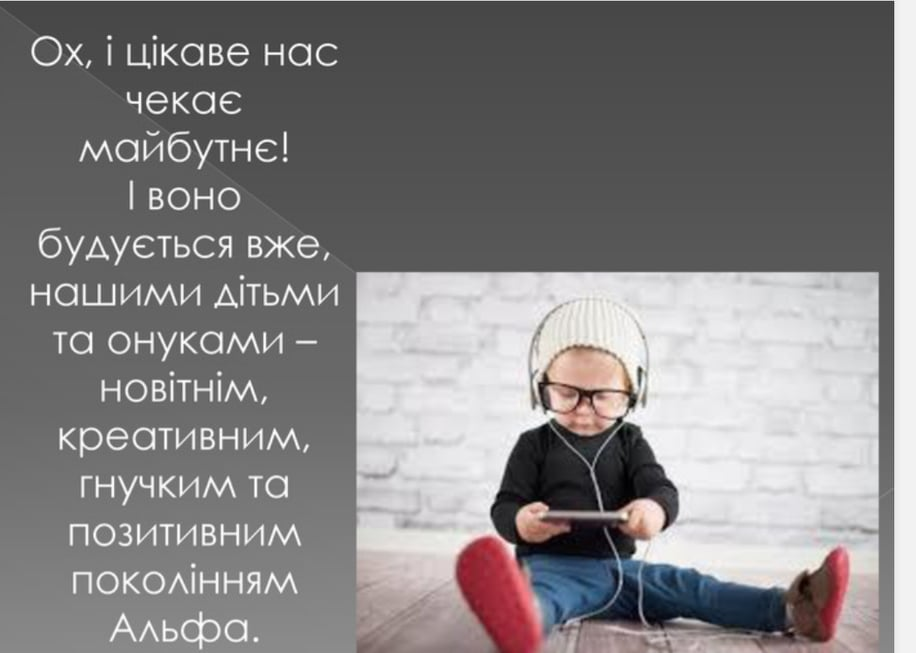 Ох, і цікаве нас
чекає
майбутнє!
І воно
будується вже,
нашими дітьми
та онуками –
новітнім,
креативним,
гнучким та
позитивним
поколінням
Альфа.